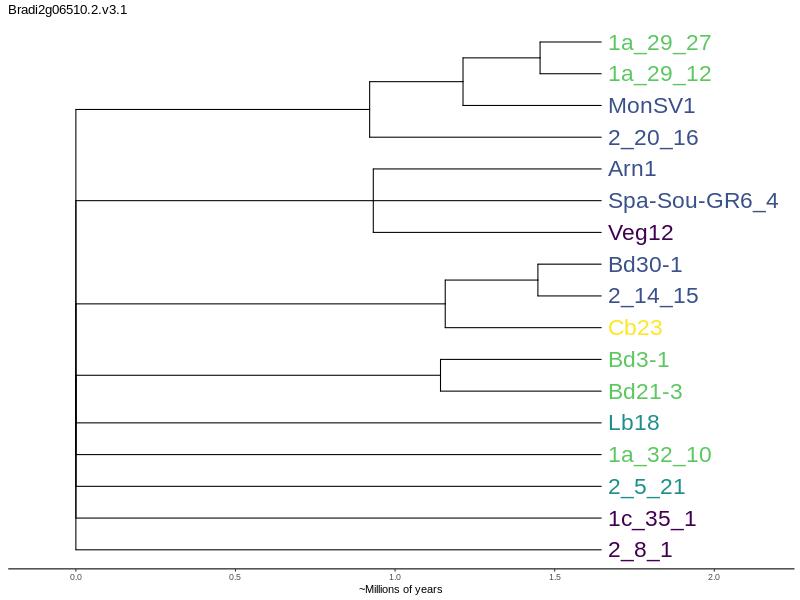 Bradi2g06510.2.v3.1
1a_29_27
1a_29_12
MonSV1
2_20_16
Arn1
Spa-Sou-GR6_4
Veg12
Bd30-1
2_14_15
Cb23
Bd3-1
Bd21-3
Lb18
1a_32_10
2_5_21
1c_35_1
2_8_1
0.0 0.5 1.0 1.5 2.0
~Millions of years